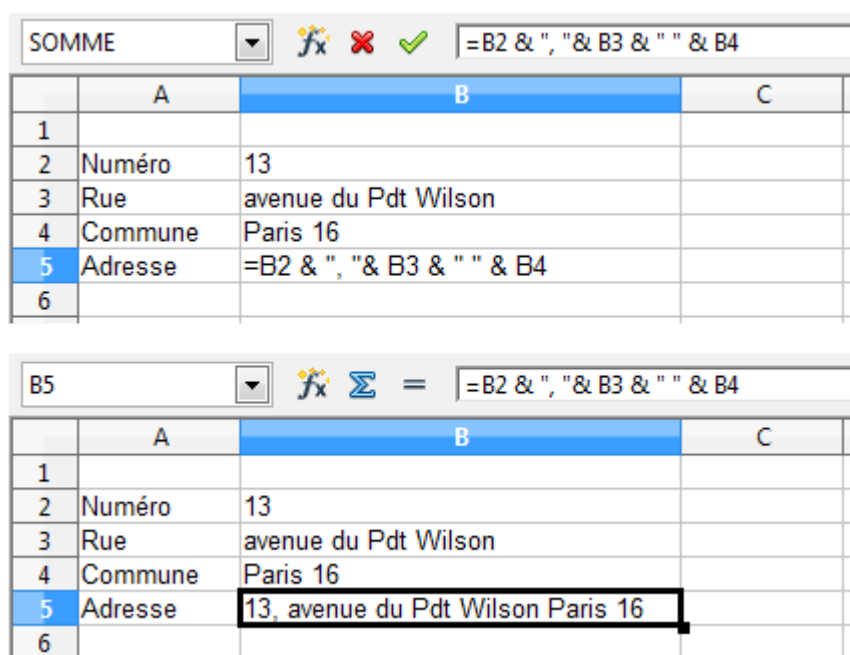 SOMME =B2 & ", "& B3 & " " & B4
A B C
1
2 Numéro 13
3 Rue avenue du Pdt Wilson
4 Commune Paris 16
5 Adresse =B2 & ", "& B3 & " " & B4
6
B5 =B2 & ", "& B3 & " " & B4
A B C
1
2 Numéro 13
3 Rue avenue du Pdt Wilson
4 Commune Paris 16
5 Adresse 13, avenue du Pdt Wilson Paris 16
6